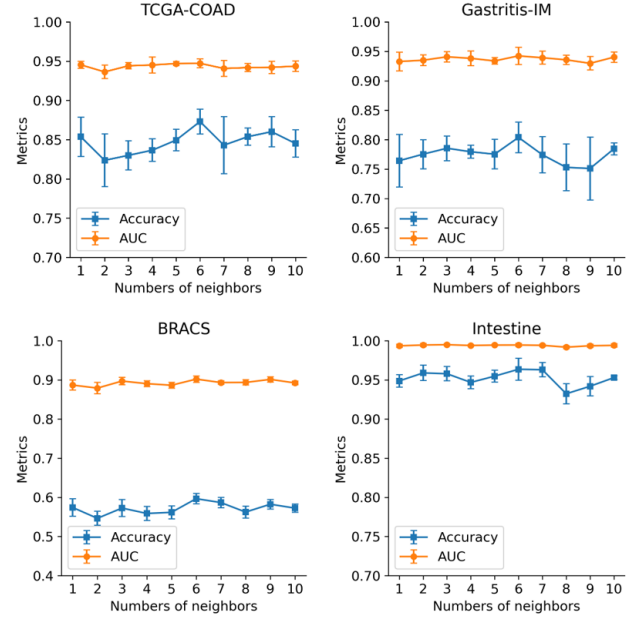 TCGA-COAD
1.00
0.95
0.90
0.85
0.80
0.75
0.70
Metrics
Accuracy
AUC
1 2 3 4 5 6 7 8 9 10
Numbers of neighbors
Gastritis-IM
1.00
0.95
0.90
0.85
0.80
0.75
0.70
0.65
0.60
Metrics
Accuracy
AUC
1 2 3 4 5 6 7 8 9 10
Numbers of neighbors
BRACS
1.0
0.9
0.8
0.7
0.6
0.5
0.4
Metrics
Accuracy
AUC
1 2 3 4 5 6 7 8 9 10
Numbers of neighbors
Intestine
1.00
0.95
0.90
0.85
0.80
0.75
0.70
Metrics
Accuracy
AUC
1 2 3 4 5 6 7 8 9 10
Numbers of neighbors